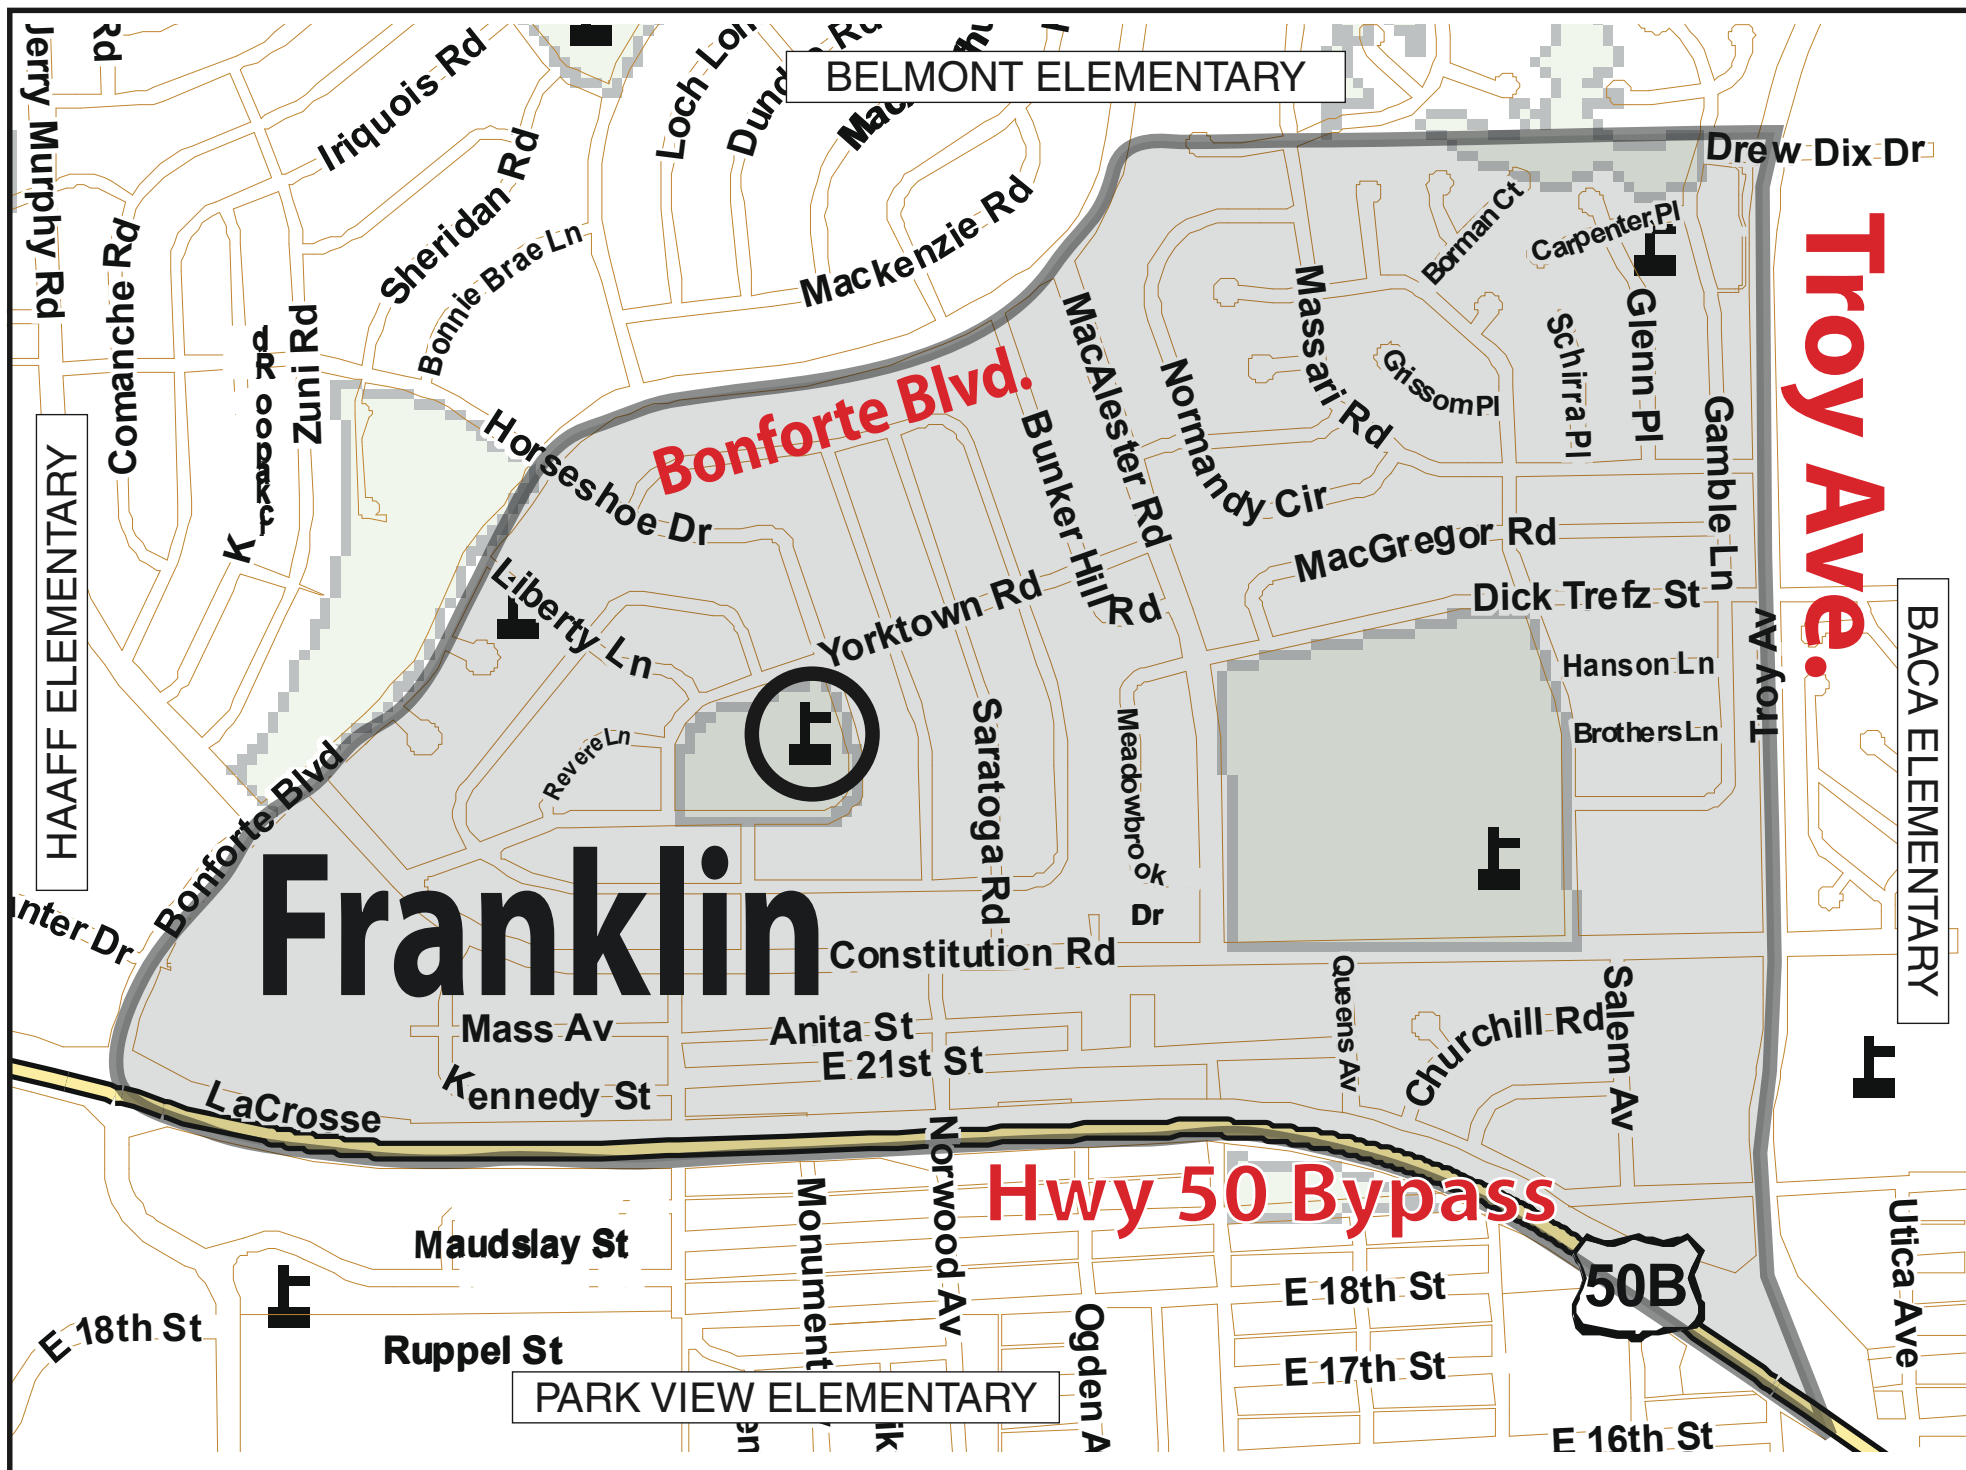 Jerry Murphy Rd
Rd
Iriquois Rd
Sheridan Rd
Bonnie Brae Ln
Comanche Rd
Zuni Rd
Mackenzie Rd
BELMONT ELEMENTARY
Drew Dix Dr
Borman Ct
Carpenter Pl
Troy Ave.
Massari Rd
MacAlester Rd
Normandy Cir
Grissom Pl
Schirra Pl
Glenn Pl
Gamble Ln
Bonforte Blvd.
Bunker Hill Rd
Horseshoe Dr
MacGregor Rd
HAAFF ELEMENTARY
Liberty Ln
Yorktown Rd
Dick Trefz St
Hanson Ln
Troy Av
BACA ELEMENTARY
Brothers Ln
Revere Ln
Saratoga Rd
Meadowbrook
Dr
Bonforte Blvd
Franklin
nter Dr
Constitution Rd
Queens Av
Churchill Rd
Salem Av
Mass Av
Anita St
E 21st St
Kennedy St
LaCrosse
Norwood Av
Hwy 50 Bypass
Monument
Maudslay St
Utica Ave
50B
E 18th St
E 18th St
Ruppel St
Ogden A
E 17th St
PARK VIEW ELEMENTARY
E 16th St